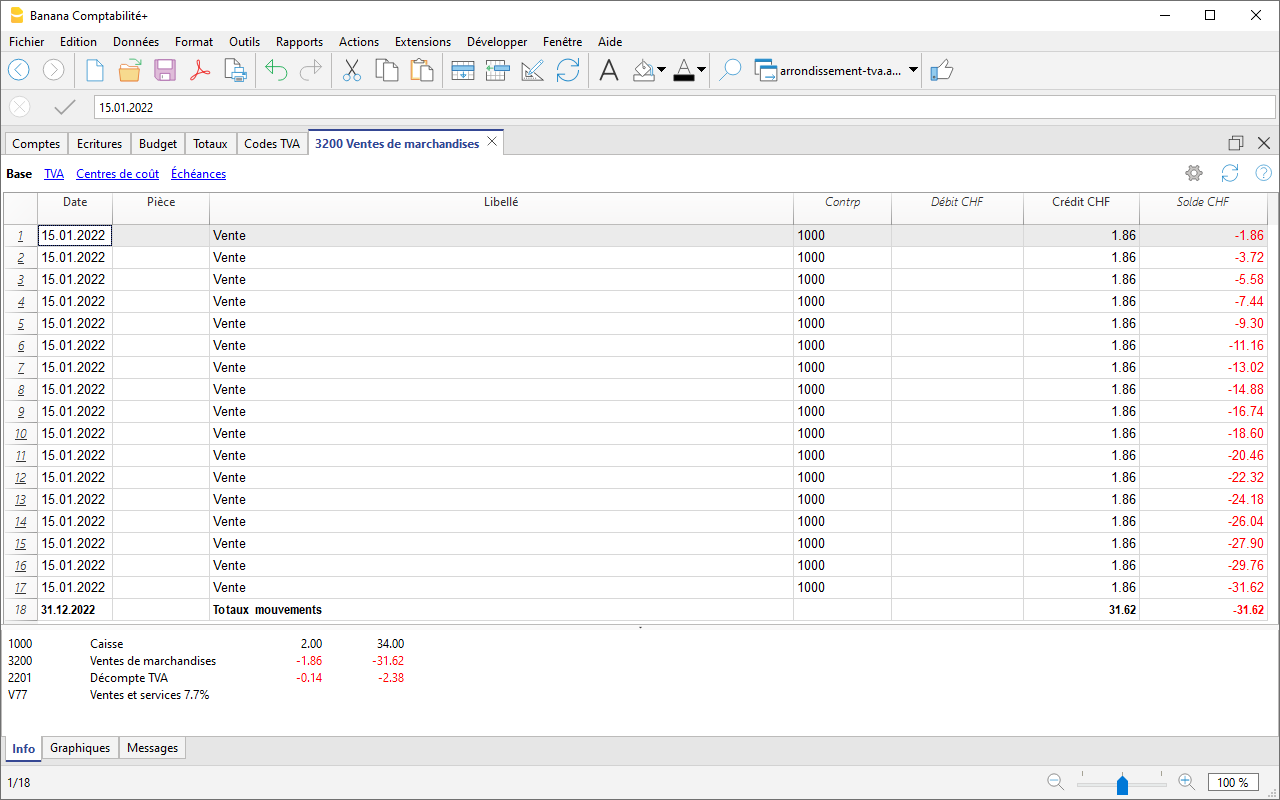 Banana Comptabilité+
Fichier Edition Données Format Outils Rapports Actions Extensions Développer Fenêtre Aide
arrondissement-tva.a...
15.01.2022
Comptes Ecritures Budget Totaux Codes TVA 3200 Ventes de marchandises
Base TVA Centres de coût Échéances
Date Pièce Libellé Contrp Débit CHF Crédit CHF Solde CHF
1 15.01.2022 Vente 1000 1.86 -1.86
2 15.01.2022 Vente 1000 1.86 -3.72
3 15.01.2022 Vente 1000 1.86 -5.58
4 15.01.2022 Vente 1000 1.86 -7.44
5 15.01.2022 Vente 1000 1.86 -9.30
6 15.01.2022 Vente 1000 1.86 -11.16
7 15.01.2022 Vente 1000 1.86 -13.02
8 15.01.2022 Vente 1000 1.86 -14.88
9 15.01.2022 Vente 1000 1.86 -16.74
10 15.01.2022 Vente 1000 1.86 -18.60
11 15.01.2022 Vente 1000 1.86 -20.46
12 15.01.2022 Vente 1000 1.86 -22.32
13 15.01.2022 Vente 1000 1.86 -24.18
14 15.01.2022 Vente 1000 1.86 -26.04
15 15.01.2022 Vente 1000 1.86 -27.90
16 15.01.2022 Vente 1000 1.86 -29.76
17 15.01.2022 Vente 1000 1.86 -31.62
18 31.12.2022 Totaux mouvements 31.62 -31.62
1000 Caisse 2.00 34.00
3200 Ventes de marchandises -1.86 -31.62
2201 Décompte TVA -0.14 -2.38
V77 Ventes et services 7.7%
Info Graphiques Messages
1/18 100 %